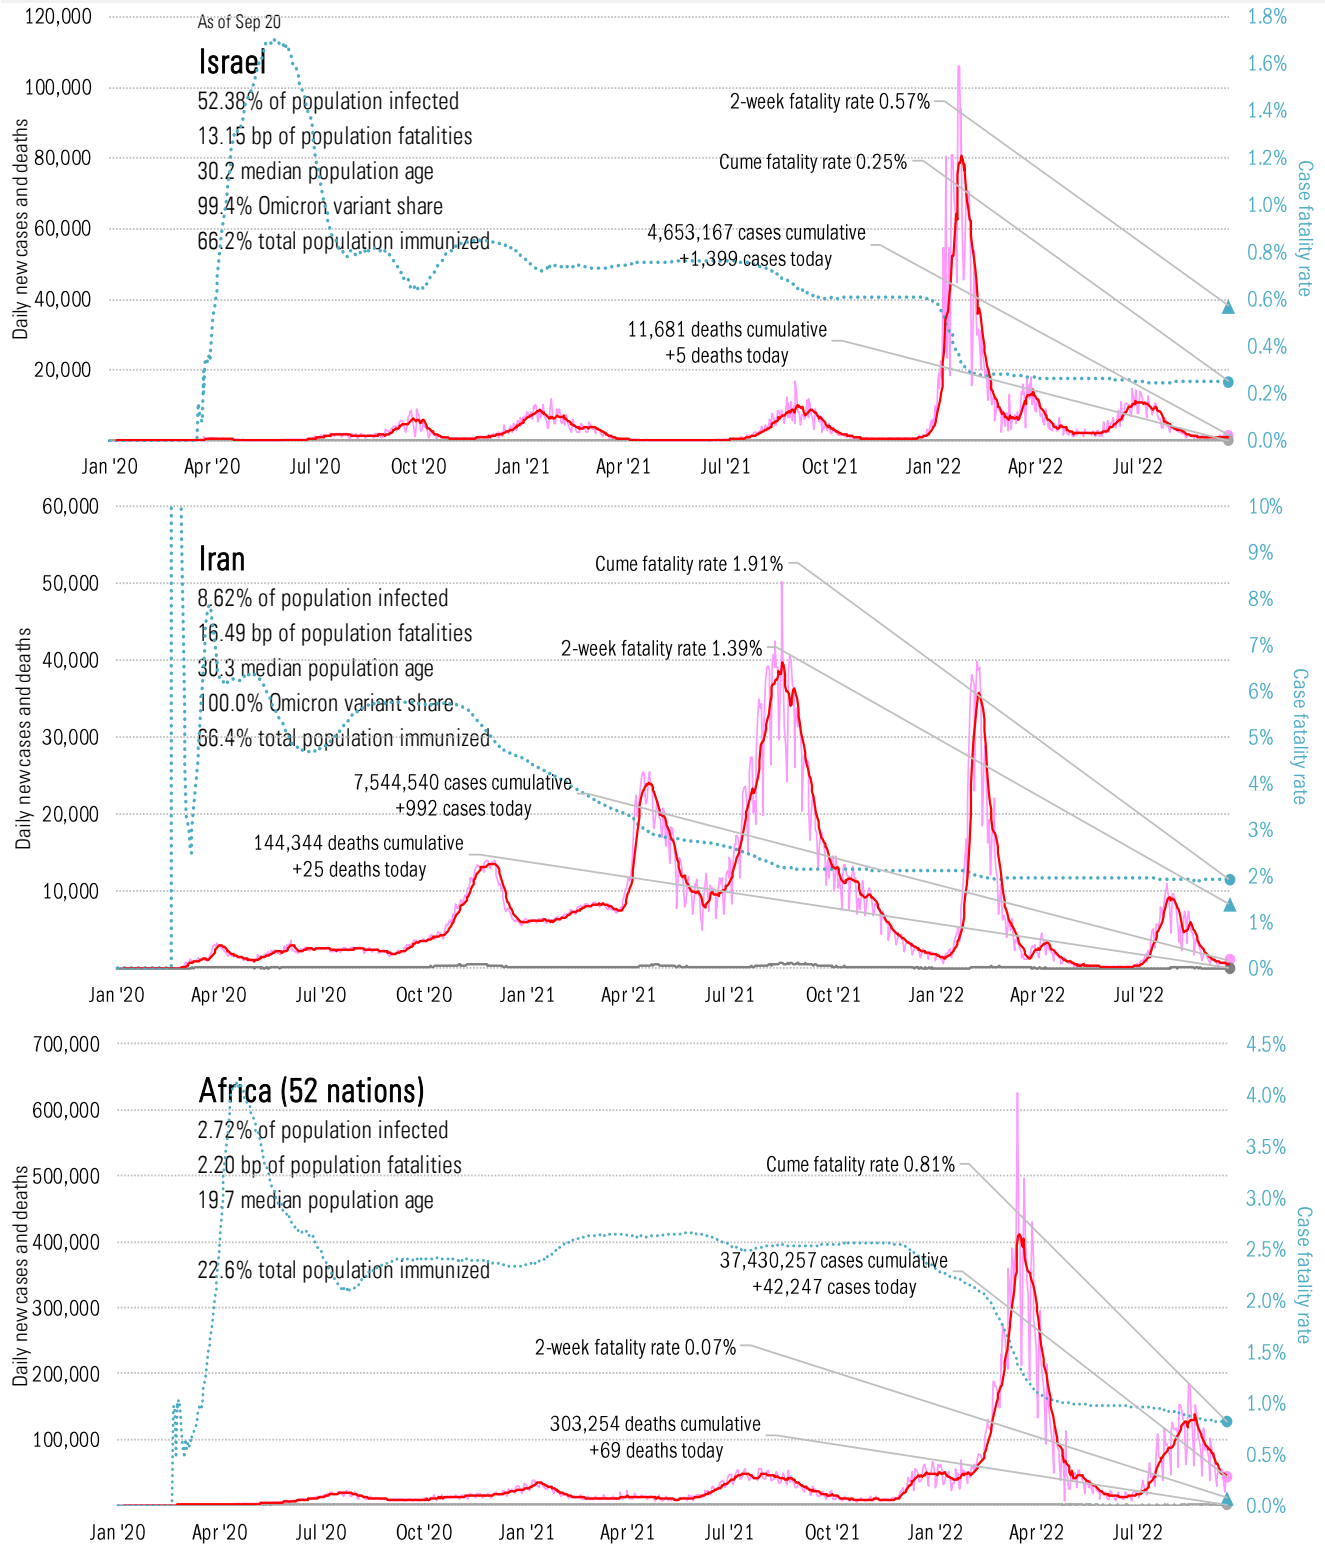 As of Sep 20
Israel
52.38% of population infected
13.15 bp of population fatalities
30.2 median population age
99.4% Omicron variant share
66.2% total population immunized
2-week fatality rate 0.57%
Cume fatality rate 0.25%
4,653,167 cases cumulative
+1,399 cases today
11,681 deaths cumulative
+5 deaths today
Daily new cases and deaths
120,000
100,000
80,000
60,000
40,000
20,000
Case fatality rate
1.8%
1.6%
1.4%
1.2%
1.0%
0.8%
0.6%
0.4%
0.2%
0.0%
Jan '20 Apr '20 Jul '20 Oct '20 Jan '21 Apr '21 Jul '21 Oct '21 Jan '22 Apr '22 Jul '22
Iran
8.62% of population infected
16.49 bp of population fatalities
30.3 median population age
100.0% Omicron variant share
66.4% total population immunized
Cume fatality rate 1.91%
2-week fatality rate 1.39%
7,544,540 cases cumulative
+992 cases today
144,344 deaths cumulative
+25 deaths today
Daily new cases and deaths
60,000
50,000
40,000
30,000
20,000
10,000
Case fatality rate
10%
9%
8%
7%
6%
5%
4%
3%
2%
1%
0%
Jan '20 Apr '20 Jul '20 Oct '20 Jan '21 Apr '21 Jul '21 Oct '21 Jan '22 Apr '22 Jul '22
Africa (52 nations)
2.72% of population infected
2.20 bp of population fatalities
19.7 median population age
22.6% total population immunized
Cume fatality rate 0.81%
37,430,257 cases cumulative
+42,247 cases today
2-week fatality rate 0.07%
303,254 deaths cumulative
+69 deaths today
Daily new cases and deaths
700,000
600,000
500,000
400,000
300,000
200,000
100,000
Case fatality rate
4.5%
4.0%
3.5%
3.0%
2.5%
2.0%
1.5%
1.0%
0.5%
0.0%
Jan '20 Apr '20 Jul '20 Oct '20 Jan '21 Apr '21 Jul '21 Oct '21 Jan '22 Apr '22 Jul '22